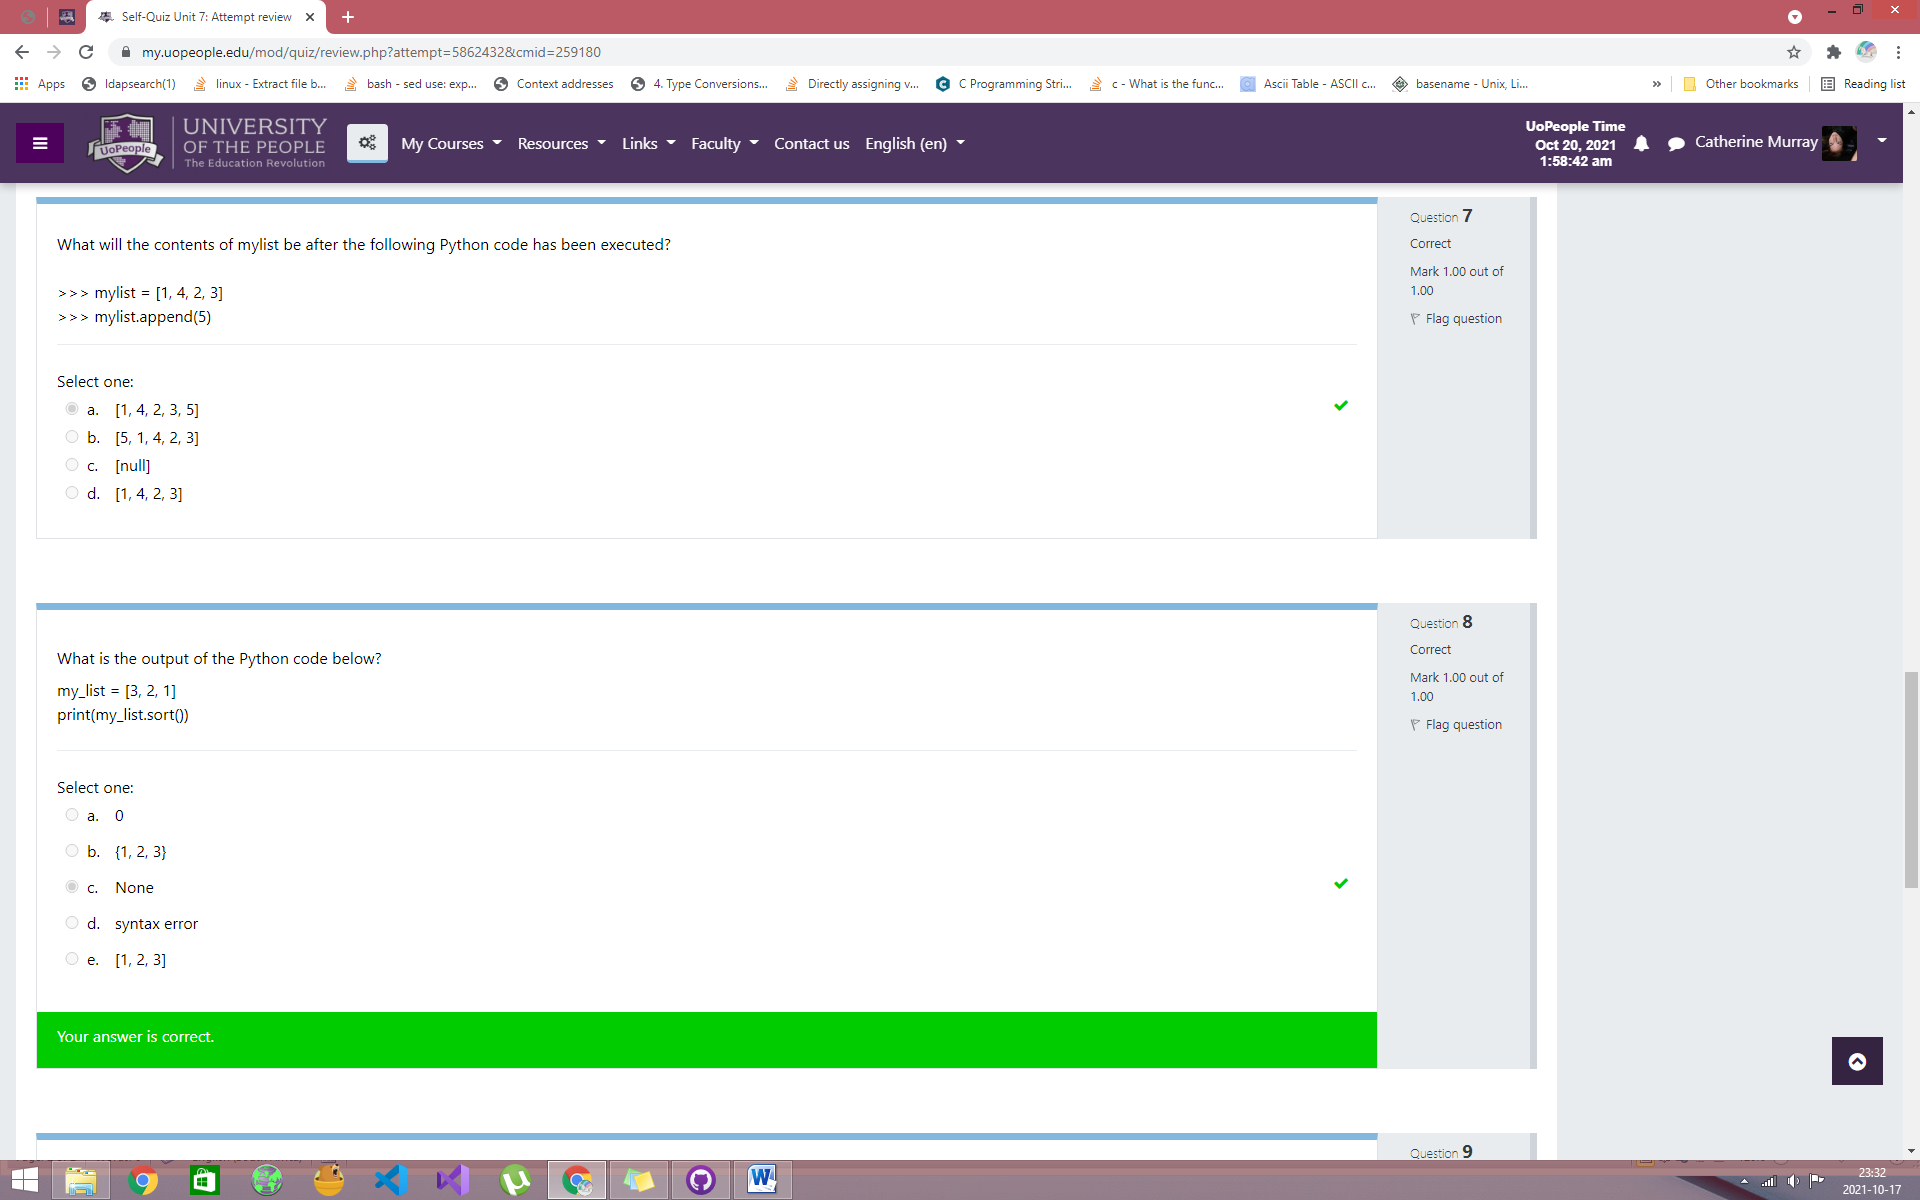 Self-Quiz Unit 7: Attempt review
my.uopeople.edu/mod/quiz/review.php?attempt=5862432&cmid=259180
Apps
ldapsearch(1)
linux - Extract file b...
bash - sed use: exp...
Context addresses
4. Type Conversions...
Directly assigning v...
C Programming Stri...
c - What is the func...
Ascii Table - ASCII c...
basename - Unix, Li...
»
Other bookmarks
Reading list
UoPeople
UNIVERSITY
OF THE PEOPLE
The Education Revolution
My Courses
Resources
Links
Faculty
Contact us
English (en)
UoPeople Time
Oct 20, 2021
1:58:42 am
Catherine Murray
What will the contents of mylist be after the following Python code has been executed?
>>> mylist = [1, 4, 2, 3]
>>> mylist.append(5)
Select one:
a. [1, 4, 2, 3, 5]
b. [5, 1, 4, 2, 3]
c. [null]
d. [1, 4, 2, 3]
Question 7
Correct
Mark 1.00 out of
1.00
Flag question
What is the output of the Python code below?
my_list = [3, 2, 1]
print(my_list.sort())
Select one:
a. 0
b. {1, 2, 3}
c. None
d. syntax error
e. [1, 2, 3]
Your answer is correct.
Question 8
Correct
Mark 1.00 out of
1.00
Flag question
Question 9
23:32
2021-10-17